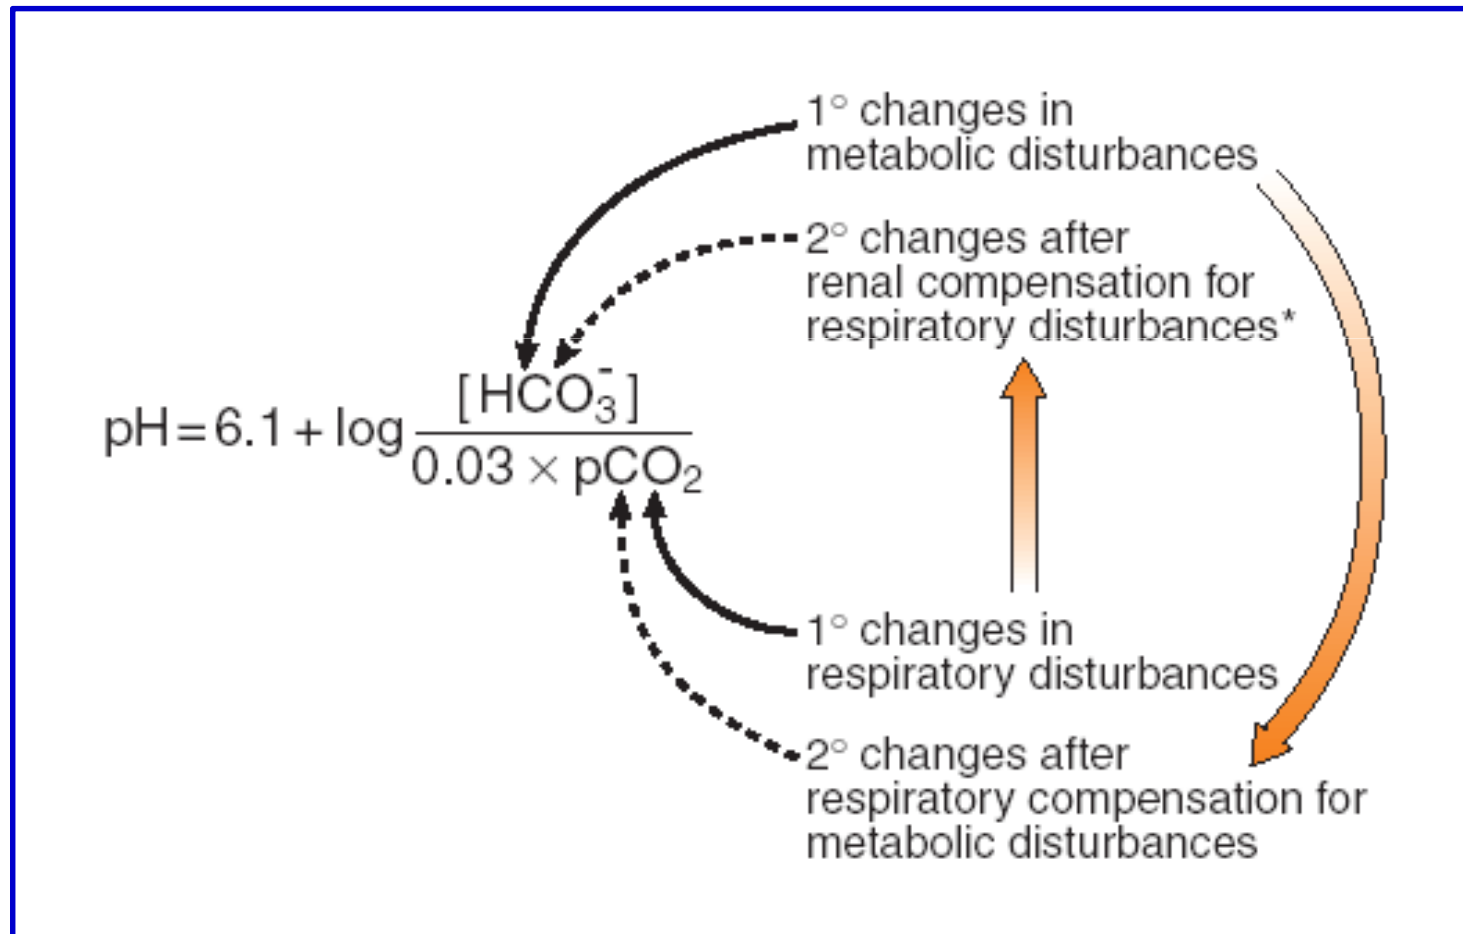 1° changes in
metabolic disturbances
2° changes after
renal compensation for
respiratory disturbances*
pH = 6.1 + log [HCO₃⁻] / 0.03 × pCO₂
1° changes in
respiratory disturbances
2° changes after
respiratory compensation for
metabolic disturbances